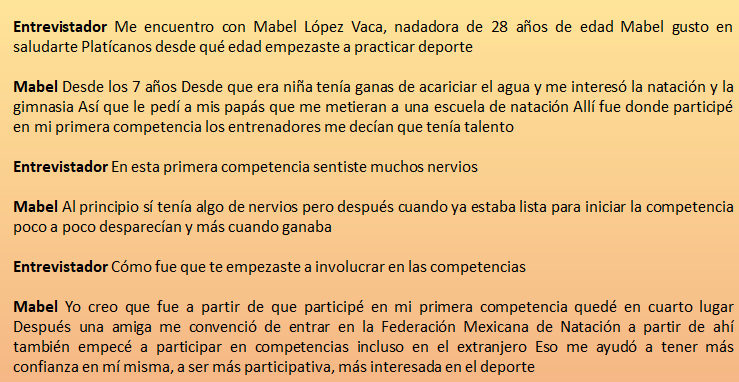 Entrevistador Me encuentro con Mabel López Vaca, nadadora de 28 años de edad Mabel gusto en
saludarte Platícanos desde qué edad empezaste a practicar deporte
Mabel Desde los 7 años Desde que era niña tenía ganas de acariciar el agua y me interesó la natación y la
gimnasia Así que le pedí a mis papás que me metieran a una escuela de natación Allí fue donde participé
en mi primera competencia los entrenadores me decían que tenía talento
Entrevistador En esta primera competencia sentiste muchos nervios
Mabel Al principio sí tenía algo de nervios pero después cuando ya estaba lista para iniciar la competencia
poco a poco desparecían y más cuando ganaba
Entrevistador Cómo fue que te empezaste a involucrar en las competencias
Mabel Yo creo que fue a partir de que participé en mi primera competencia quedé en cuarto lugar
Después una amiga me convenció de entrar en la Federación Mexicana de Natación a partir de ahí
también empecé a participar en competencias incluso en el extranjero Eso me ayudó a tener más
confianza en mí misma, a ser más participativa, más interesada en el deporte